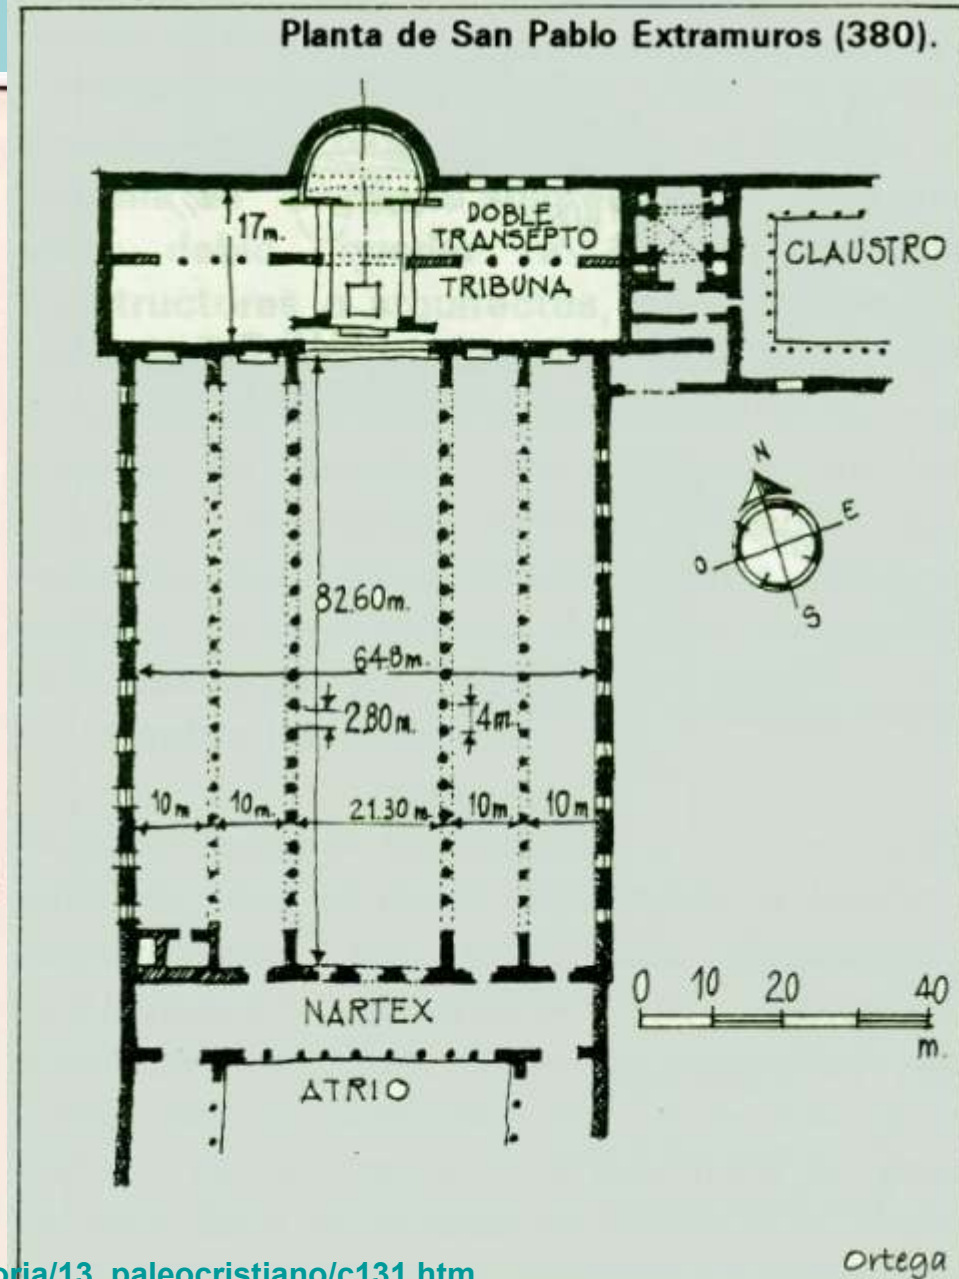 Planta de San Pablo Extramuros (380).
17m.
DOBLE
TRANSEPTO
TRIBUNA
CLAUSTRO
N
E
O
S
82.60m.
64.8m.
2.80m.
4m.
10m
10m.
21.30m.
10m
10m
NARTEX
ATRIO
0 10 20 40
m.
Ortega
oria/13_paleocristiano/c131.htm